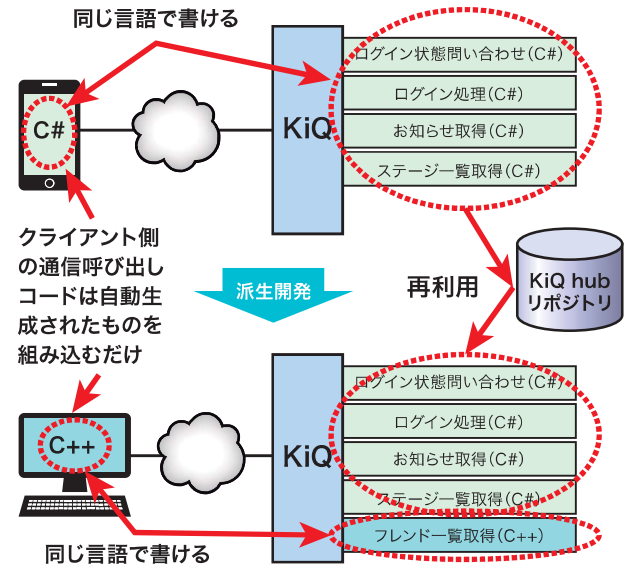 同じ言語で書ける
ログイン状態問い合わせ(C#)
ログイン処理(C#)
お知らせ取得(C#)
ステージ一覧取得(C#)
C#
KiQ
クライアント側
の通信呼び出し
コードは自動生
成されたものを
組み込むだけ
派生開発
再利用
KiQ hub
リポジトリ
ログイン状態問い合わせ(C#)
ログイン処理(C#)
お知らせ取得(C#)
ステージ一覧取得(C#)
フレンド一覧取得(C++)
C++
KiQ
同じ言語で書ける